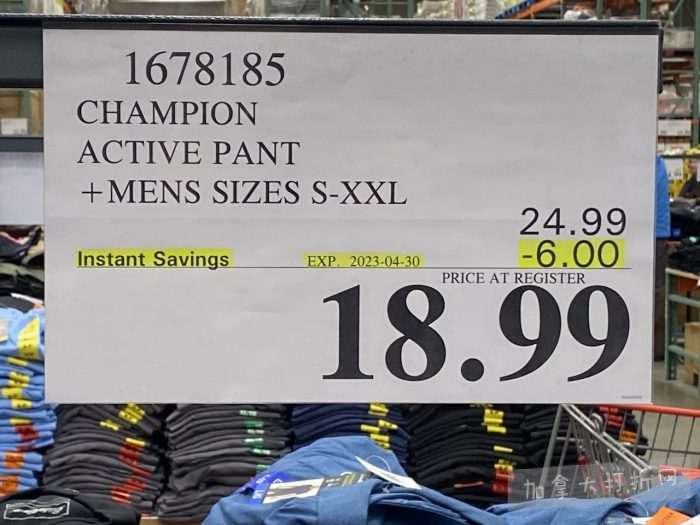 1678185
CHAMPION
ACTIVE PANT
+MENS SIZES S-XXL
24.99
Instant Savings EXP. 2023-04-30 -6.00
PRICE AT REGISTER
18.99
加拿大打折网